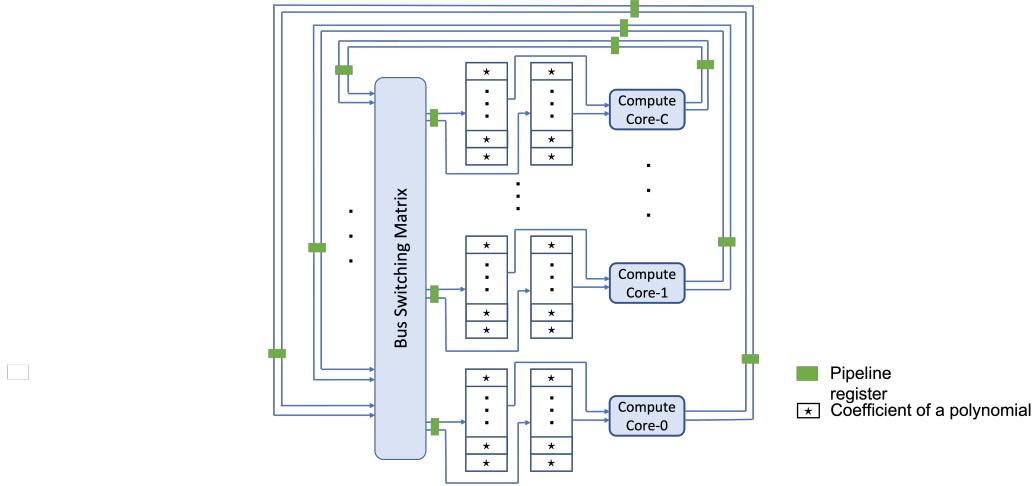 Compute
Core-C
Bus Switching Matrix
Compute
Core-1
Compute
Core-0
Pipeline
register
Coefficient of a polynomial